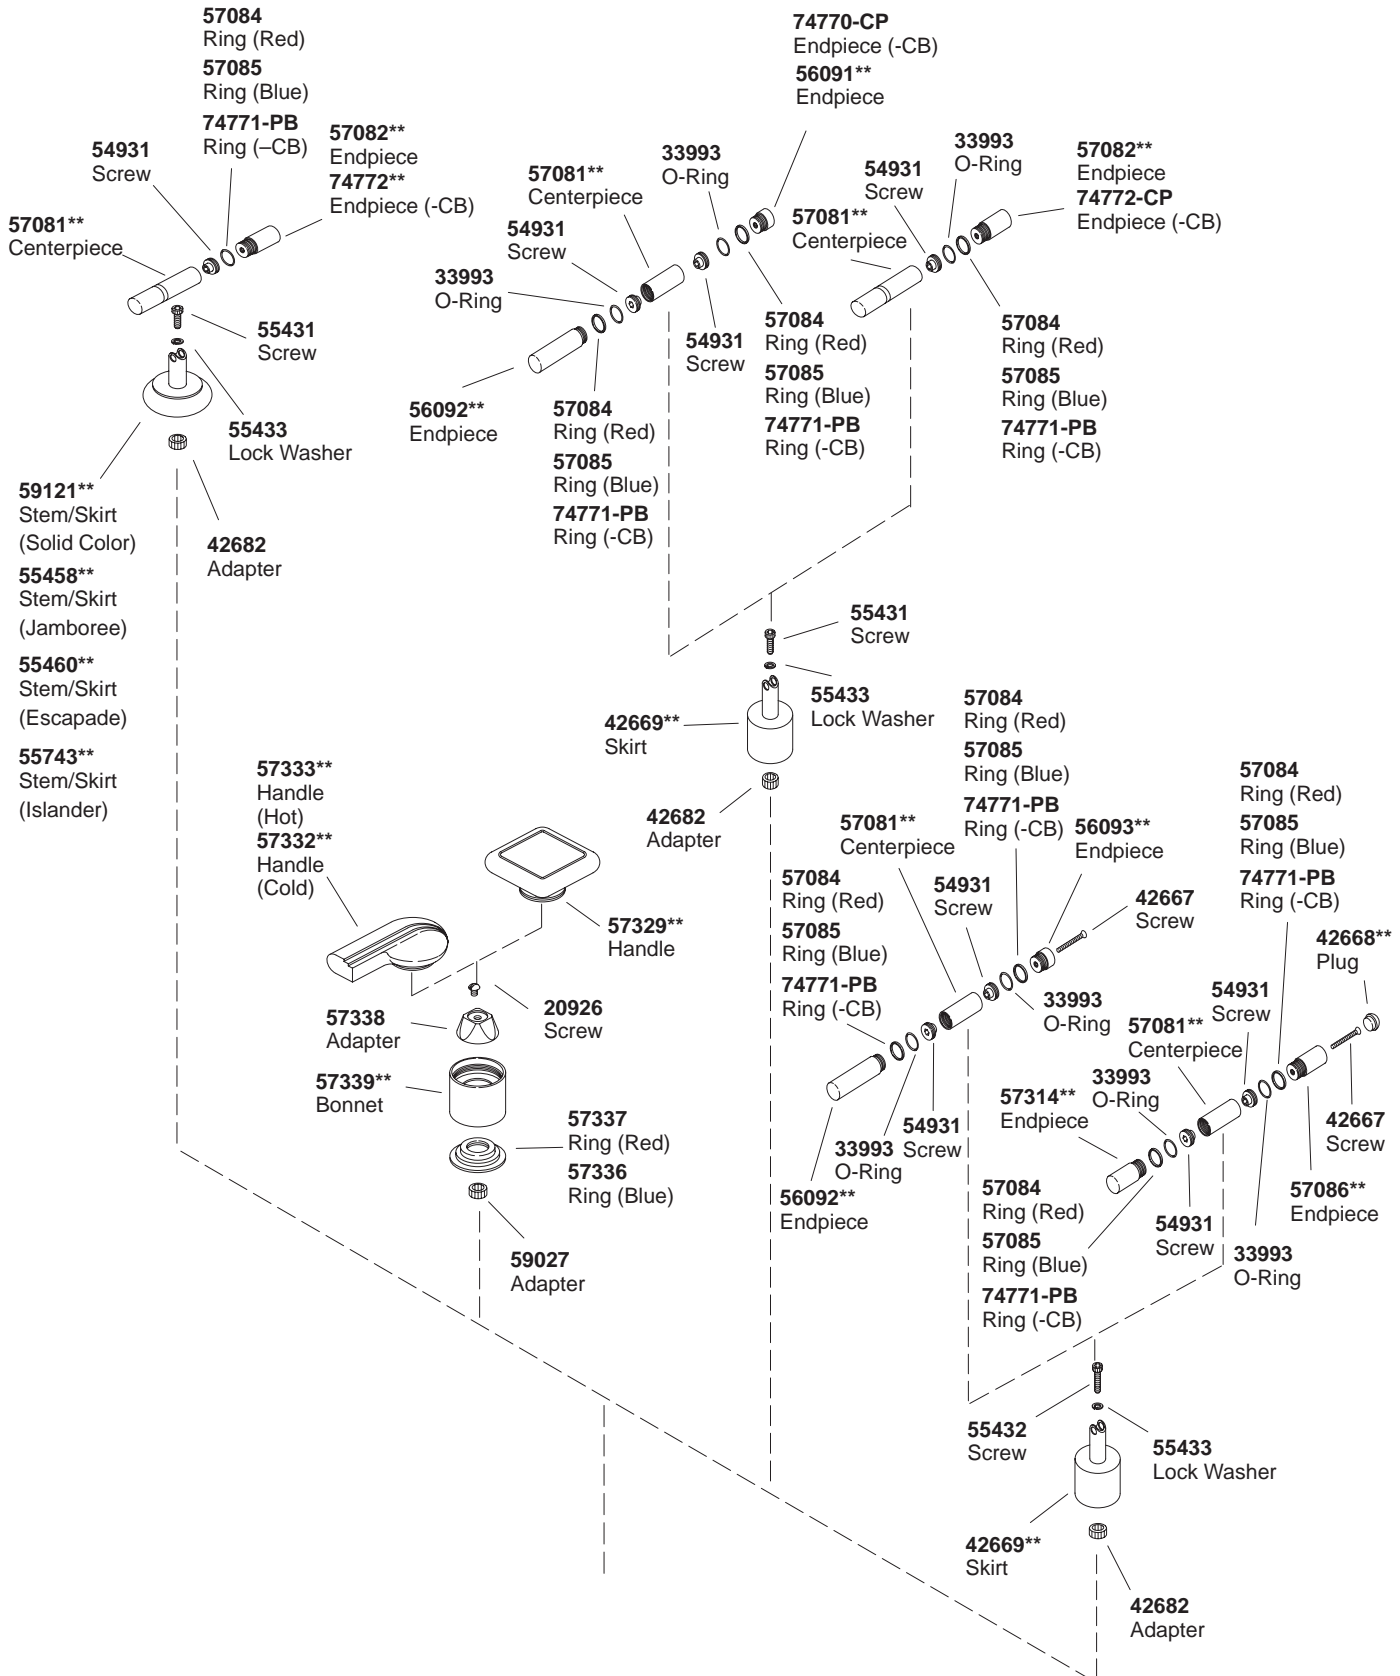 57084
Ring (Red)
57085
Ring (Blue)
74771-PB
Ring (–CB)
54931
Screw
57082**
Endpiece
74772**
Endpiece (-CB)
57081**
Centerpiece
55431
Screw
55433
Lock Washer
59121**
Stem/Skirt
(Solid Color)
55458**
Stem/Skirt
(Jamboree)
55460**
Stem/Skirt
(Escapade)
55743**
Stem/Skirt
(Islander)
42682
Adapter
74770-CP
Endpiece (-CB)
56091**
Endpiece
33993
O-Ring
57081**
Centerpiece
54931
Screw
33993
O-Ring
56092**
Endpiece
57084
Ring (Red)
57085
Ring (Blue)
74771-PB
Ring (-CB)
54931
Screw
57084
Ring (Red)
57085
Ring (Blue)
74771-PB
Ring (-CB)
33993
O-Ring
54931
Screw
57081**
Centerpiece
57082**
Endpiece
74772-CP
Endpiece (-CB)
57084
Ring (Red)
57085
Ring (Blue)
74771-PB
Ring (-CB)
55431
Screw
55433
Lock Washer
42669**
Skirt
42682
Adapter
57333**
Handle
(Hot)
57332**
Handle
(Cold)
57329**
Handle
20926
Screw
57338
Adapter
57339**
Bonnet
57337
Ring (Red)
57336
Ring (Blue)
59027
Adapter
57084
Ring (Red)
57085
Ring (Blue)
74771-PB
Ring (-CB)
57081**
Centerpiece
56093**
Endpiece
54931
Screw
42667
Screw
57084
Ring (Red)
57085
Ring (Blue)
74771-PB
Ring (-CB)
33993
O-Ring
54931
Screw
33993
O-Ring
56092**
Endpiece
57084
Ring (Red)
57085
Ring (Blue)
74771-PB
Ring (-CB)
42668**
Plug
54931
Screw
57081**
Centerpiece
33993
O-Ring
57314**
Endpiece
42667
Screw
57086**
Endpiece
57084
Ring (Red)
57085
Ring (Blue)
74771-PB
Ring (-CB)
54931
Screw
33993
O-Ring
55432
Screw
55433
Lock Washer
42669**
Skirt
42682
Adapter